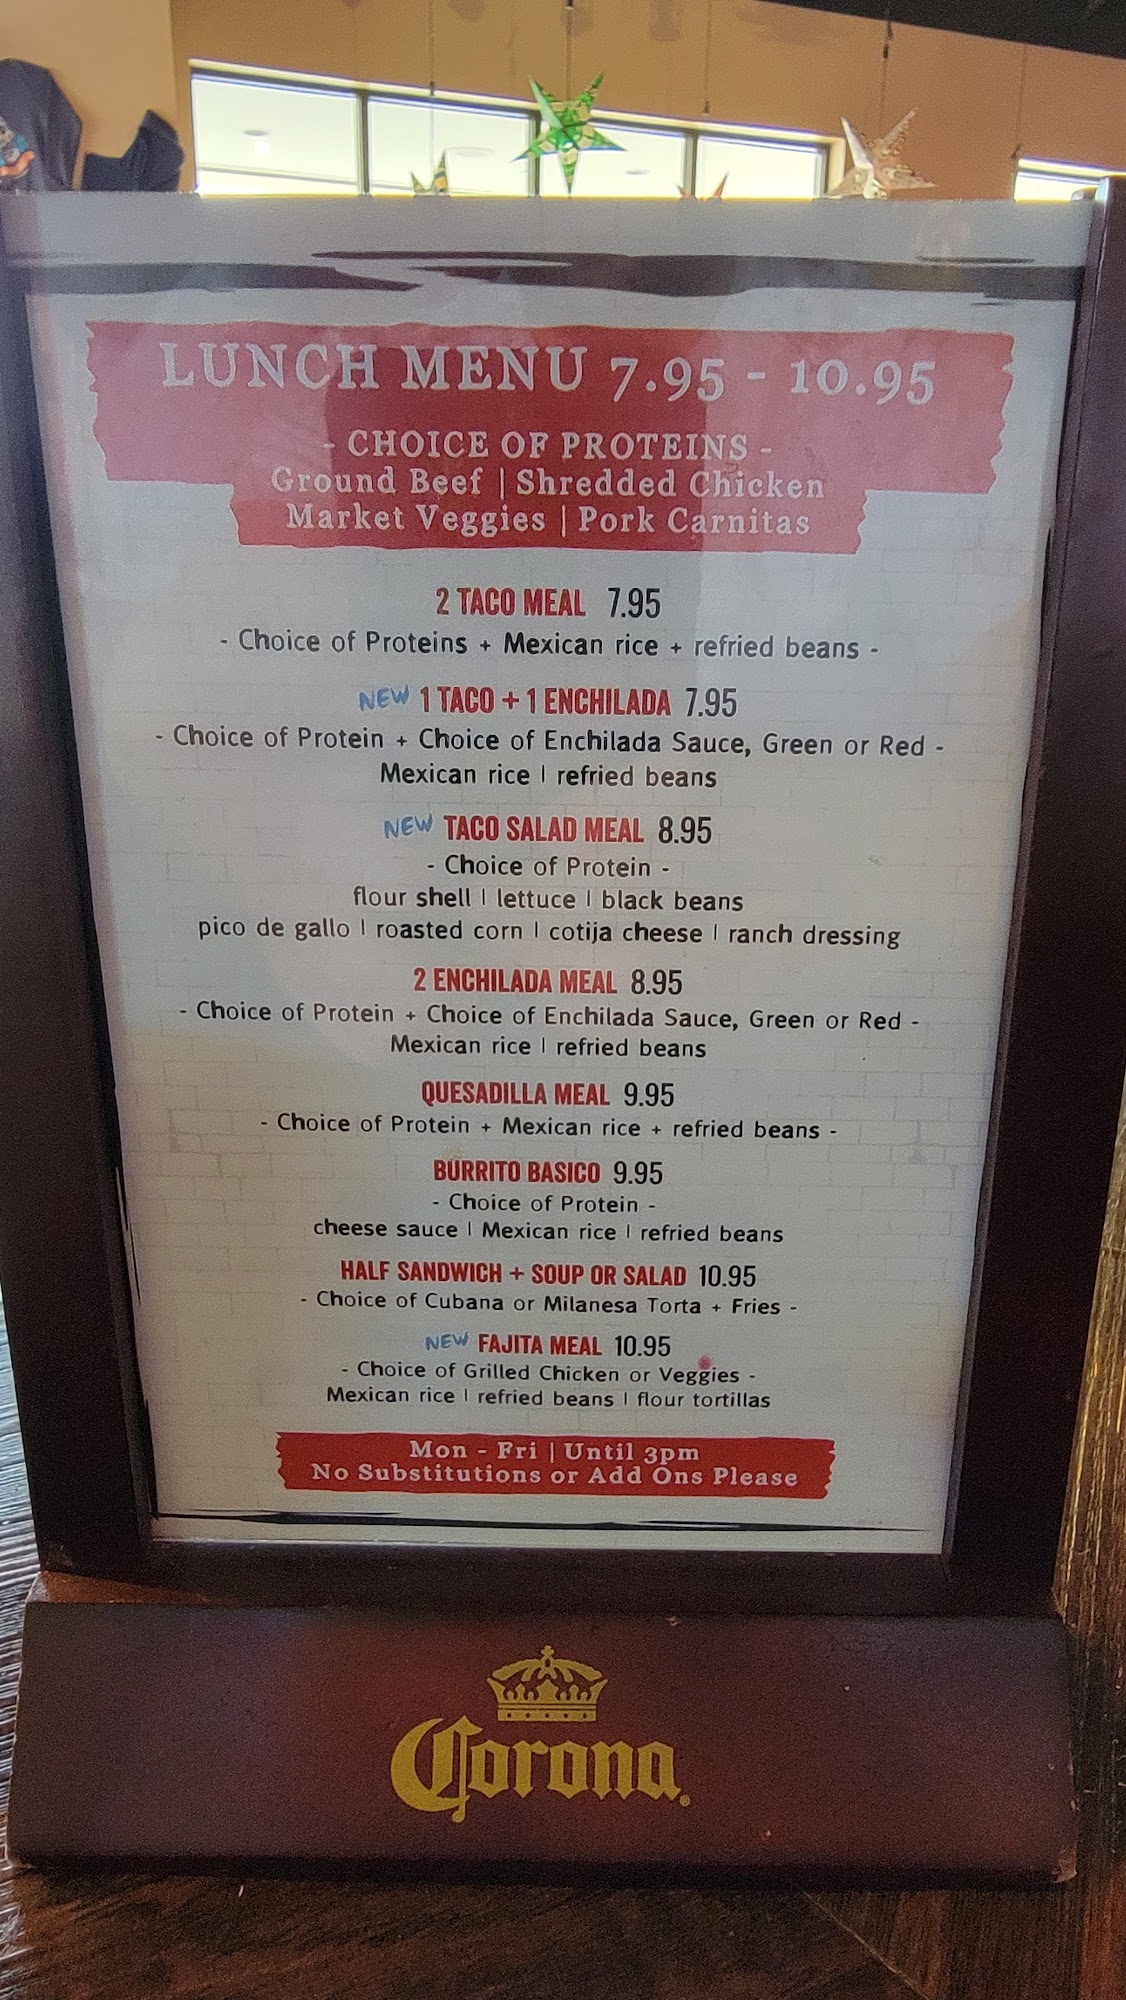 LUNCH MENU 7.95 - 10.95
- CHOICE OF PROTEINS -
Ground Beef | Shredded Chicken
Market Veggies | Pork Carnitas
2 TACO MEAL 7.95
- Choice of Proteins + Mexican rice + refried beans -
NEW 1 TACO + 1 ENCHILADA 7.95
- Choice of Protein + Choice of Enchilada Sauce, Green or Red -
Mexican rice | refried beans
NEW TACO SALAD MEAL 8.95
- Choice of Protein -
flour shell | lettuce | black beans
pico de gallo | roasted corn | cotija cheese | ranch dressing
2 ENCHILADA MEAL 8.95
- Choice of Protein + Choice of Enchilada Sauce, Green or Red -
Mexican rice | refried beans
QUESADILLA MEAL 9.95
- Choice of Protein + Mexican rice + refried beans -
BURRITO BASICO 9.95
- Choice of Protein -
cheese sauce | Mexican rice | refried beans
HALF SANDWICH + SOUP OR SALAD 10.95
- Choice of Cubana or Milanesa Torta + Fries -
NEW FAJITA MEAL 10.95
- Choice of Grilled Chicken or Veggies -
Mexican rice | refried beans | flour tortillas
Mon - Fri | Until 3pm
No Substitutions or Add Ons Please
Corona